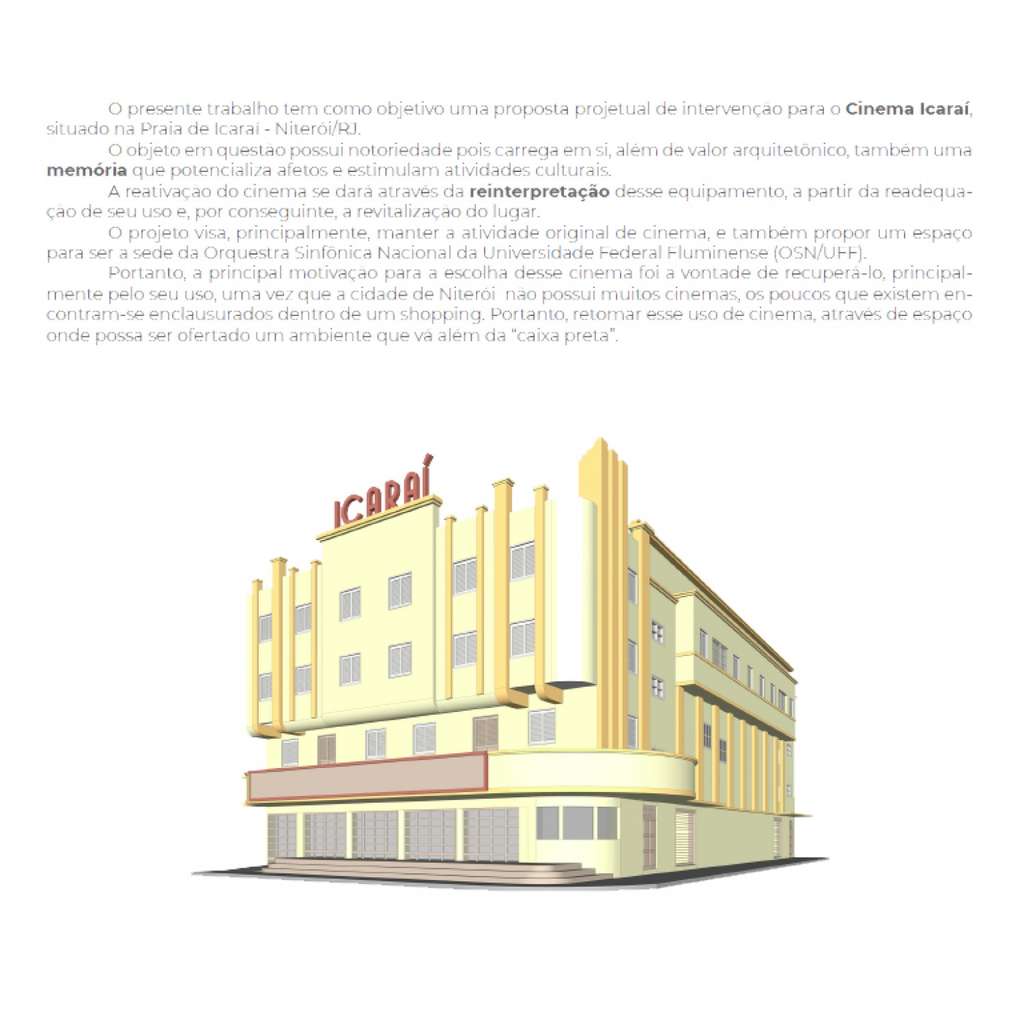 O presente trabalho tem como objetivo uma proposta projetual de intervenção para o Cinema Icaraí,
situado na Praia de Icaraí - Niterói/RJ.
O objeto em questão possui notoriedade pois carrega em si, além de valor arquitetônico, também uma
memória que potencializa afetos e estimulam atividades culturais.
A reativação do cinema se dará através da reinterpretação desse equipamento, a partir da readequa-
ção de seu uso e, por conseguinte, a revitalização do lugar.
O projeto visa, principalmente, manter a atividade original de cinema, e também propor um espaço
para ser a sede da Orquestra Sinfônica Nacional da Universidade Federal Fluminense (OSN/UFF).
Portanto, a principal motivação para a escolha desse cinema foi a vontade de recuperá-lo, principal-
mente pelo seu uso, uma vez que a cidade de Niterói não possui muitos cinemas, os poucos que existem en-
contram-se enclausurados dentro de um shopping. Portanto, retomar esse uso de cinema, através de espaço
onde possa ser ofertado um ambiente que vá além da "caixa preta".
ICARAÍ